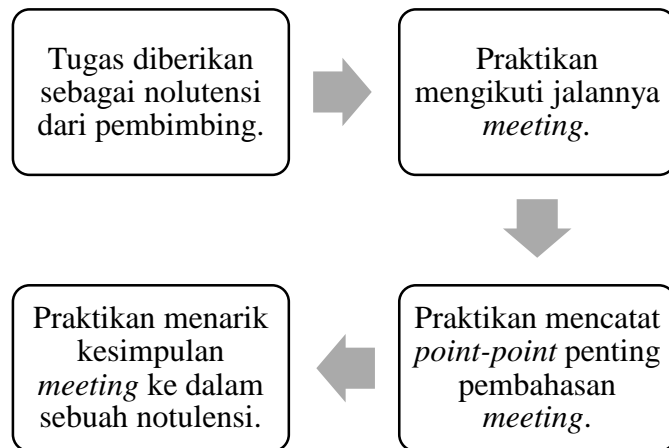 Tugas diberikan
sebagai nolutensi
dari pembimbing.
Praktikan
mengikuti jalannya
meeting.
Praktikan mencatat
point-point penting
pembahasan
meeting.
Praktikan menarik
kesimpulan
meeting ke dalam
sebuah notulensi.